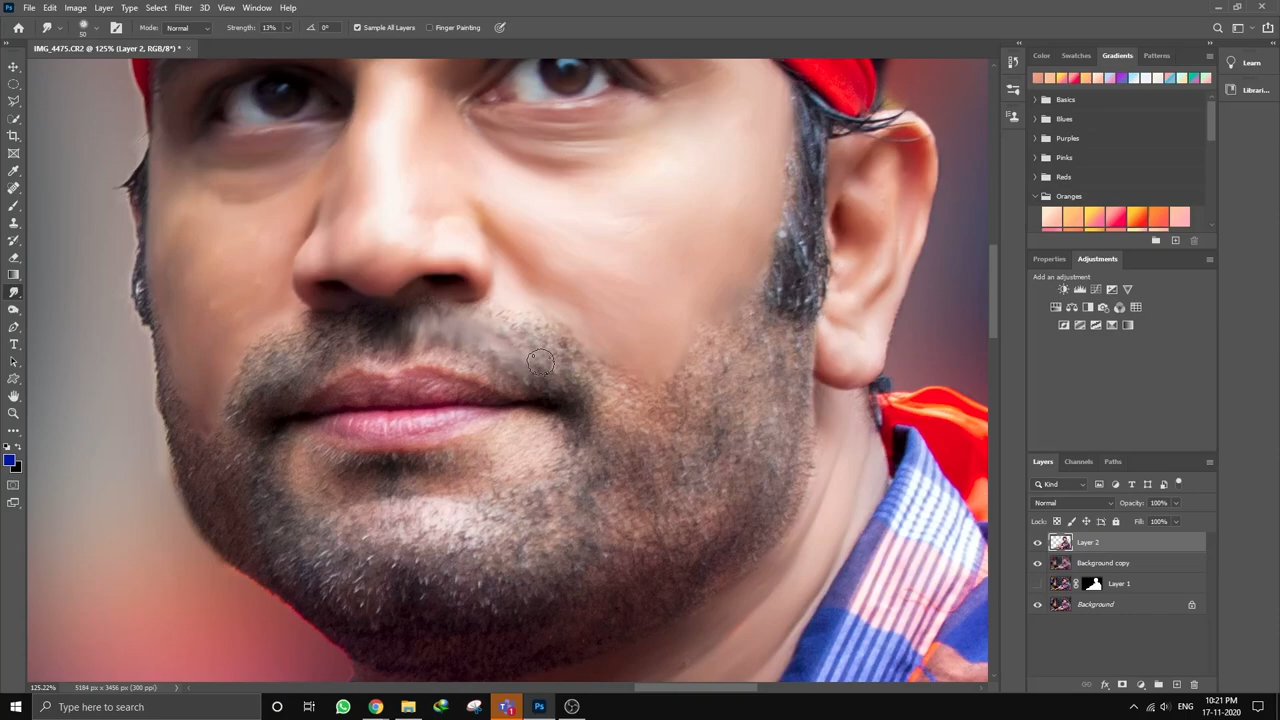 File Edit Image Layer Type Select Filter 3D View Window Help
50 Mode: Normal Strength: 13% 0° Sample All Layers Finger Painting
IMG_4475.CR2 @ 125% (Layer 2, RGB/8*) *
Color Swatches Gradients Patterns
Learn
Librari...
Basics
Blues
Purples
Pinks
Reds
Oranges
Properties Adjustments
Add an adjustment
Layers Channels Paths
Kind
Normal Opacity: 100%
Lock: Fill: 100%
Layer 2
Background copy
Layer 1
Background
125.22% 5184 px x 3456 px (300 ppi)
Type here to search
ENG
10:21 PM
17-11-2020